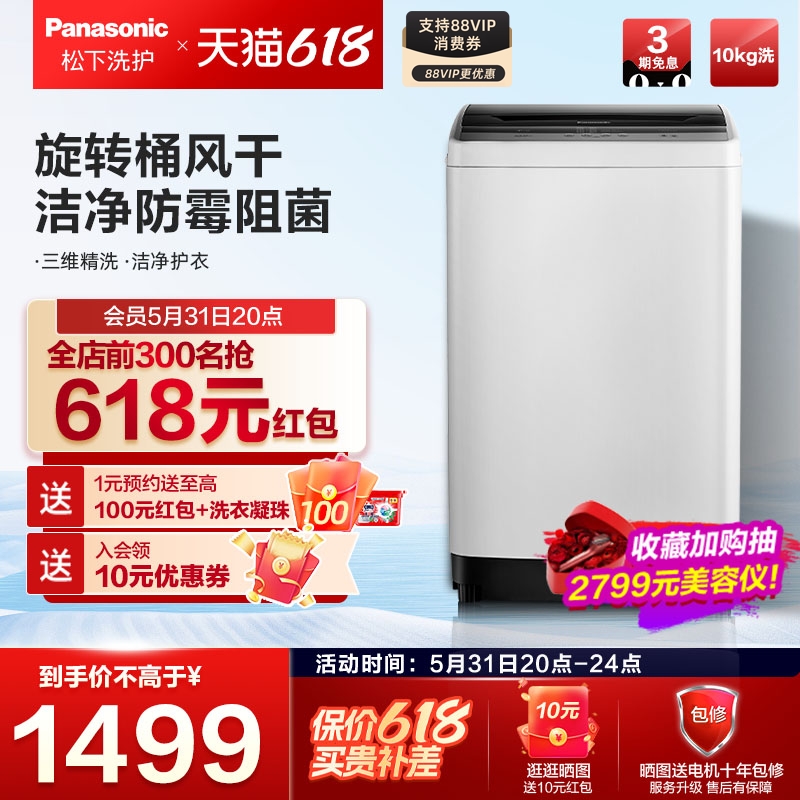 Panasonic
松下洗护
×
天猫618
支持88VIP
消费券
88VIP更优惠
3
期免息
10kg洗
Panasonic
旋转桶风干
洁净防霉阻菌
·三维精洗 ·洁净护衣
会员5月31日20点
全店前300名抢
618元红包
送
1元预约送至高
100元红包+洗衣凝珠
100
送
入会领
10元优惠券
收藏加购抽
2799元美容仪!
到手价不高于¥
1499
活动时间：5月31日20点-24点
保价618
买贵补差
10元
逛逛晒图
送10元红包
包修
晒图送电机十年包修
服务升级 售后有保障